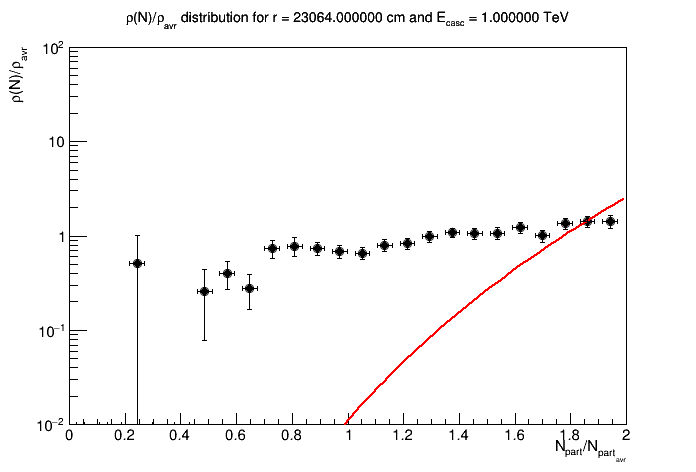 ρ(N)/ρavr distribution for r = 23064.000000 cm and Ecasc = 1.000000 TeV
ρ(N)/ρavr
10²
10
1
10⁻¹
10⁻²
0 0.2 0.4 0.6 0.8 1 1.2 1.4 1.6 1.8 2
Npart/Npartavr